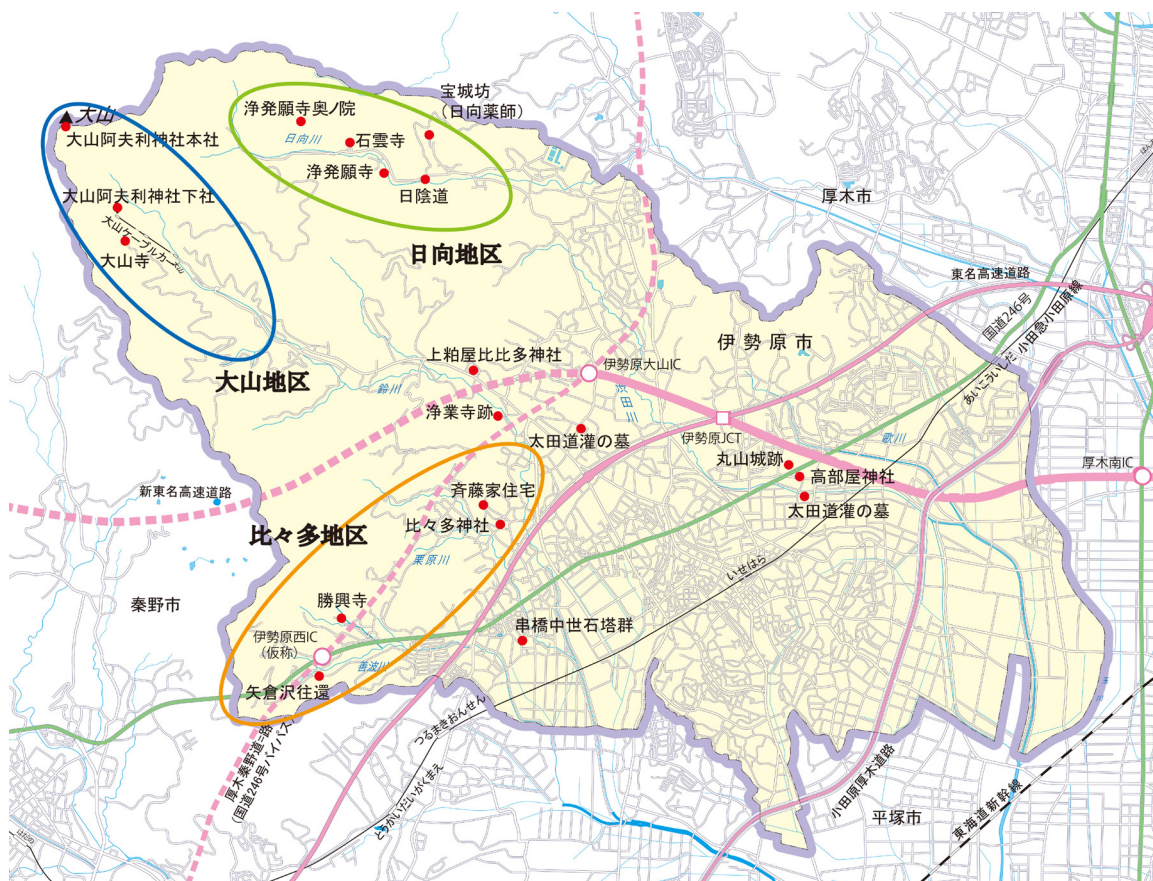 大山
大山阿夫利神社本社
大山阿夫利神社下社
大山ケーブルカー
大山寺
大山地区
浄発願寺奥ノ院
宝城坊
(日向薬師)
日向川
石雲寺
浄発願寺
日陰道
日向地区
厚木市
東名高速道路
国道246号
小田急小田原線
あいこういしだ
伊勢原市
上粕屋比比多神社
伊勢原大山IC
鈴川
渋田川
浄業寺跡
太田道灌の墓
伊勢原JCT
歌川
丸山城跡
高部屋神社
太田道灌の墓
厚木南IC
新東名高速道路
斉藤家住宅
比々多神社
比々多地区
栗原川
いせはら
秦野市
勝興寺
伊勢原西IC
(仮称)
善波川
串橋中世石塔群
矢倉沢往還
つるまきおんせん
とうかいだいがくまえ
厚木秦野道路
(国道246号バイパス)
小田原厚木道路
平塚市
東海道新幹線
玉川